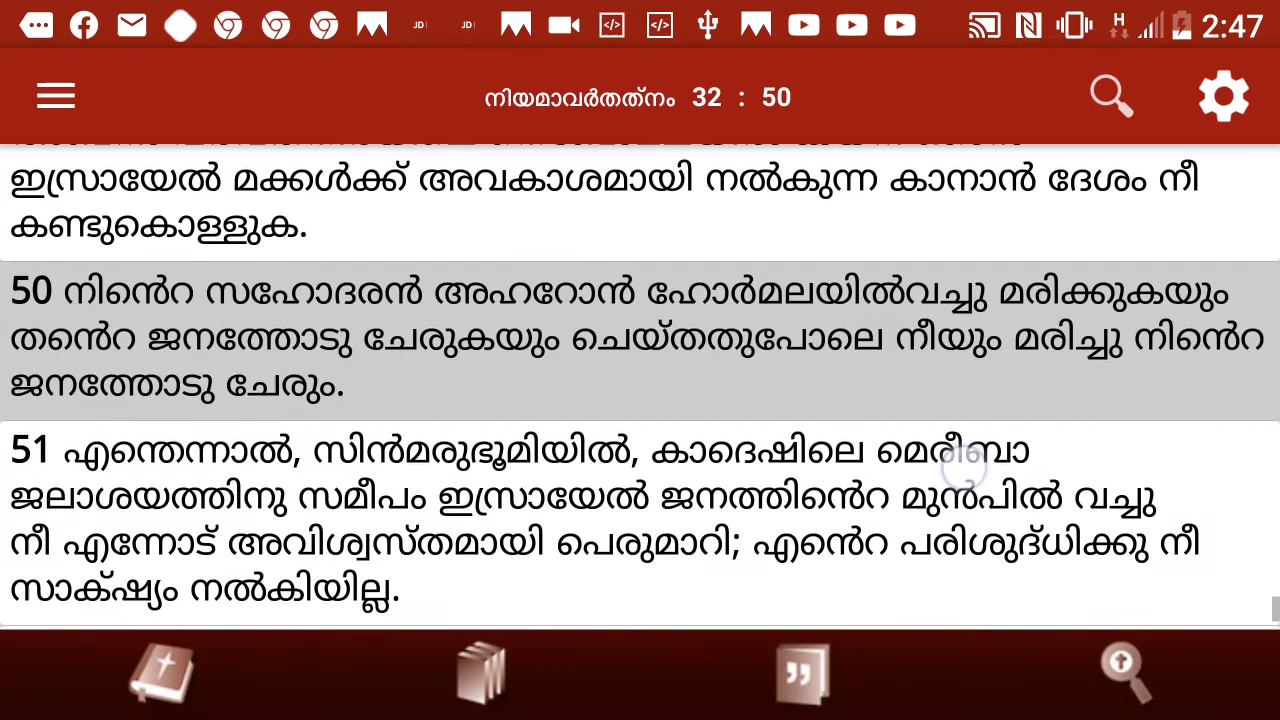 H 2:47
നിയമാവർതത്നം 32 : 50
ഇസ്രായേൽ മക്കൾക്ക് അവകാശമായി നൽകുന്ന കാനാൻ ദേശം നീ
കണ്ടുകൊള്ളുക.
50 നിൻെറ സഹോദരൻ അഹറോൻ ഹോർമലയിൽവച്ചു മരിക്കുകയും
തൻെറ ജനത്തോടു ചേരുകയും ചെയ്തതുപോലെ നീയും മരിച്ചു നിൻെറ
ജനത്തോടു ചേരും.
51 എന്തെന്നാൽ, സിൻമരുഭൂമിയിൽ, കാദെഷിലെ മെരീബാ
ജലാശയത്തിനു സമീപം ഇസ്രായേൽ ജനത്തിൻെറ മുൻപിൽ വച്ചു
നീ എന്നോട് അവിശ്വസ്തമായി പെരുമാറി; എൻെറ പരിശുദ്ധിക്കു നീ
സാക്ഷ്യം നൽകിയില്ല.